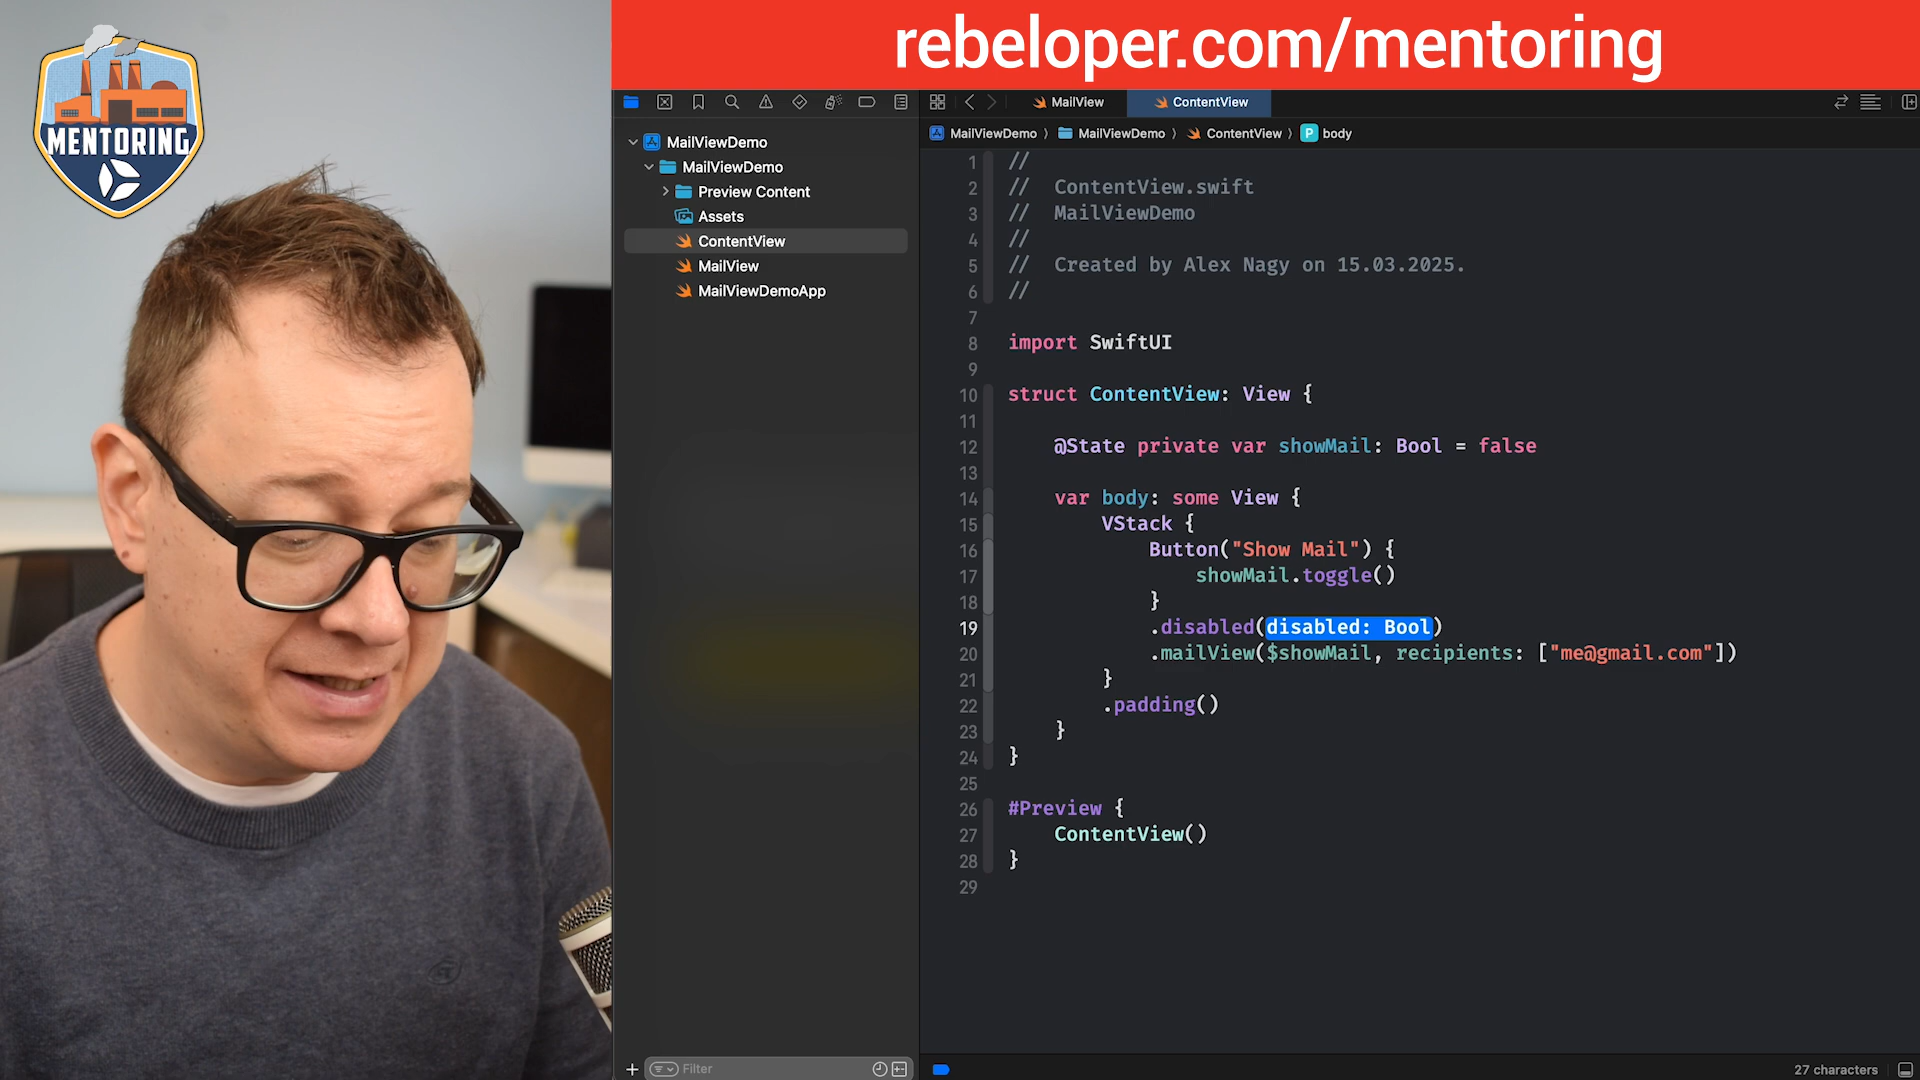 MENTORING
rebeloper.com/mentoring
MailView
ContentView
MailViewDemo
MailViewDemo
ContentView
body
MailViewDemo
MailViewDemo
Preview Content
Assets
ContentView
MailView
MailViewDemoApp
1 //
2 // ContentView.swift
3 // MailViewDemo
4 //
5 // Created by Alex Nagy on 15.03.2025.
6 //
7
8 import SwiftUI
9
10 struct ContentView: View {
11
12 @State private var showMail: Bool = false
13
14 var body: some View {
15 VStack {
16 Button("Show Mail") {
17 showMail.toggle()
18 }
19 .disabled(disabled: Bool)
20 .mailView($showMail, recipients: ["me@gmail.com"])
21 }
22 .padding()
23 }
24 }
25
26 #Preview {
27 ContentView()
28 }
29
Filter
27 characters